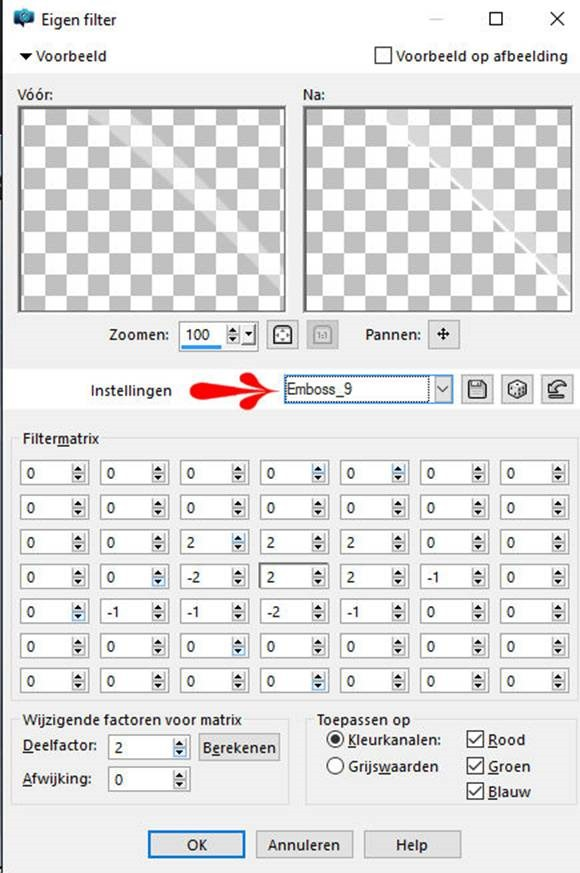 Eigen filter
Voorbeeld
Voorbeeld op afbeelding
Vóór:
Na:
Zoomen: 100 1:1 Pannen:
Instellingen Emboss_9
Filtermatrix
0 0 0 0 0 0 0
0 0 0 0 0 0 0
0 0 2 2 2 0 0
0 0 -2 2 2 -1 0
0 -1 -1 -2 -1 0 0
0 0 0 0 0 0 0
0 0 0 0 0 0 0
Wijzigende factoren voor matrix
Deelfactor: 2 Berekenen
Afwijking: 0
Toepassen op
Kleurkanalen: Rood
Grijswaarden Groen
Blauw
OK Annuleren Help